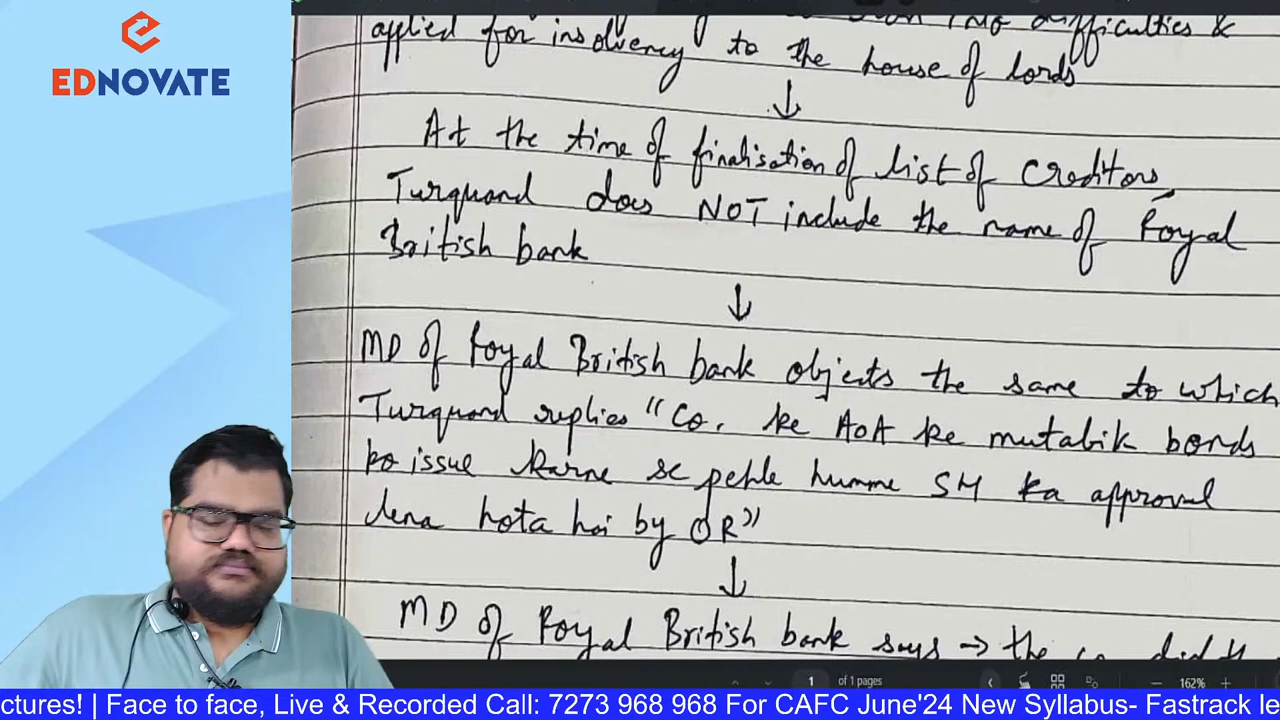 EDNOVATE
difficulties &
applied for insolvency to the house of lords
↓
At the time of finalisation of list of creditors,
Turquand does NOT include the name of Royal
British bank
↓
MD of Royal British bank objects the same to which
Turquand replies "Co. ke AoA ke mutabik bonds
ko issue karne se pehle humme SH ka approval
lena hota hai by OR"
↓
MD of Royal British bank says → the co
1 of 1 pages
162%
ctures! | Face to face, Live & Recorded Call: 7273 968 968 For CAFC June'24 New Syllabus- Fastrack le